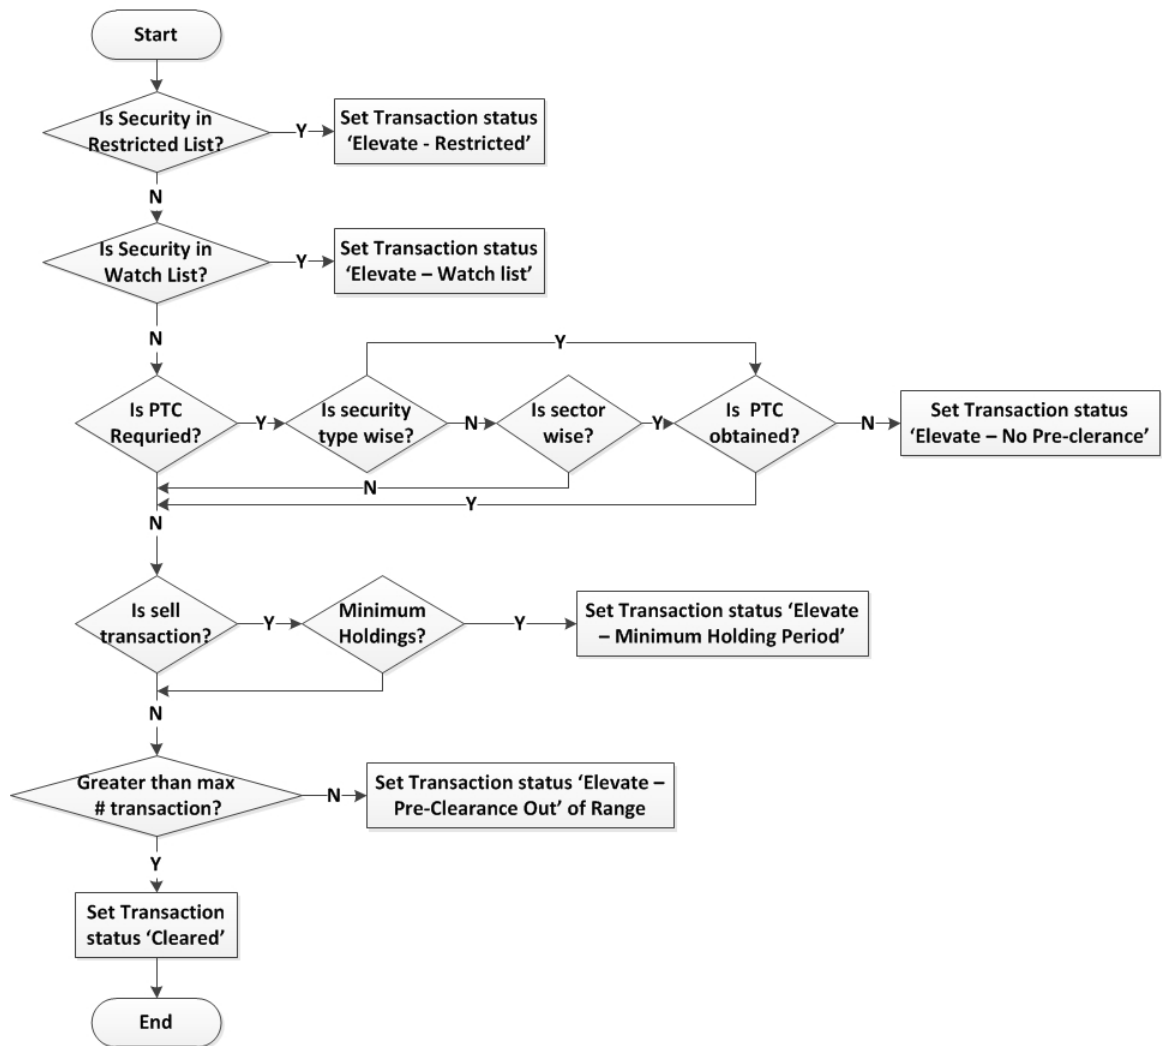 Start
Is Security in
Restricted List?
Y
Set Transaction status
‘Elevate - Restricted’
N
Is Security in
Watch List?
Y
Set Transaction status
‘Elevate – Watch list’
N
Y
Is PTC
Requried?
Y
Is security
type wise?
N
Is sector
wise?
Y
Is PTC
obtained?
N
Set Transaction status
‘Elevate – No Pre-clerance’
N
Y
N
Is sell
transaction?
Y
Minimum
Holdings?
Y
Set Transaction status ‘Elevate
– Minimum Holding Period’
N
Greater than max
# transaction?
N
Set Transaction status ‘Elevate –
Pre-Clearance Out’ of Range
Y
Set Transaction
status ‘Cleared’
End